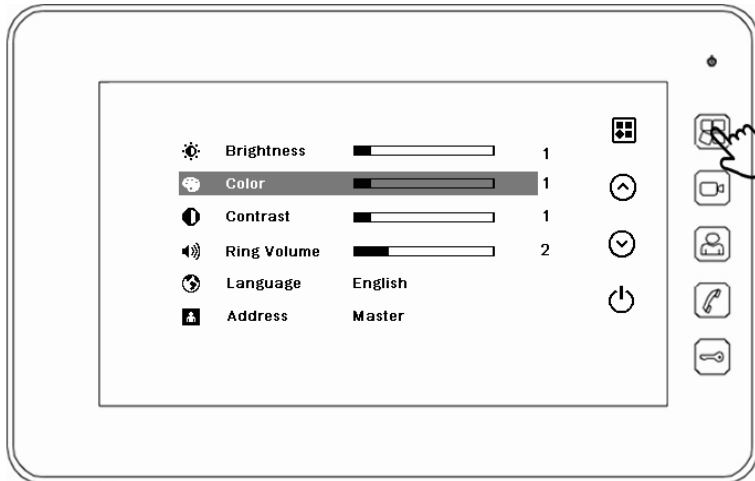 Brightness 1
Color 1
Contrast 1
Ring Volume 2
Language English
Address Master